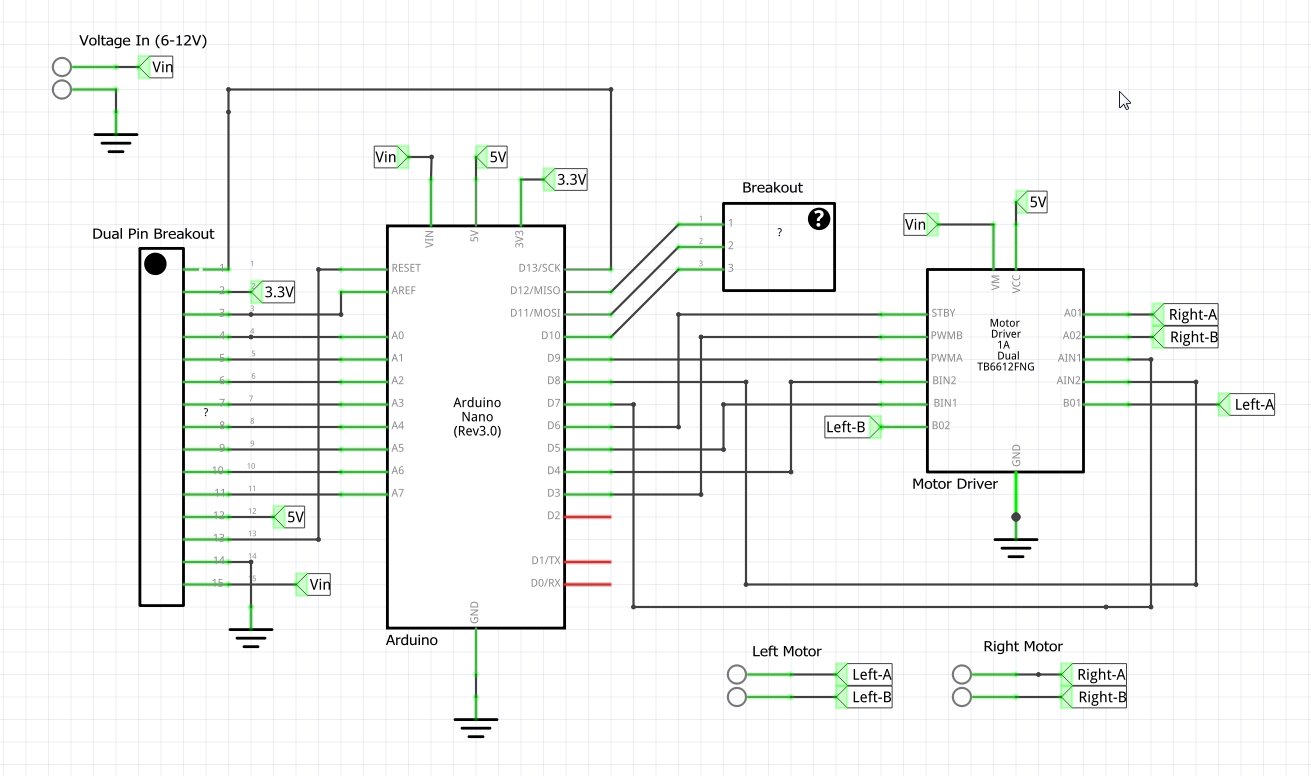 Voltage In (6-12V)
Vin
Vin
5V
3.3V
Breakout
?
1 1
?
2 2
3 3
Vin
5V
Dual Pin Breakout
VIN
5V
3V3
VM
VCC
1 1
RESET
D13/SCK
2 2
3.3V
AREF
D12/MISO
3 3
D11/MOSI
STBY
A01
Right-A
4 4
A0
D10
PWMB
A02
Right-B
Motor
Driver
1A
Dual
TB6612FNG
5 5
A1
D9
PWMA
AIN1
6 6
A2
D8
BIN2
AIN2
7 7
A3
D7
BIN1
B01
Left-A
?
Arduino
Nano
(Rev3.0)
8 8
A4
D6
Left-B
B02
9 9
A5
D5
10 10
A6
D4
GND
Motor Driver
11 11
A7
D3
12 12
5V
D2
13 13
14 14
D1/TX
15 15
Vin
D0/RX
GND
Arduino
Left Motor
Left-A
Left-B
Right Motor
Right-A
Right-B